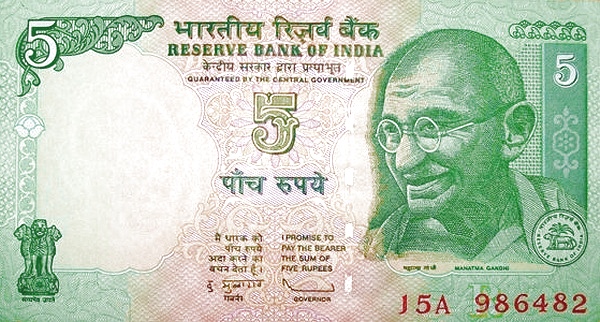 5
भारतीय रिज़र्व बैंक
RESERVE BANK OF INDIA
केन्द्रीय सरकार द्वारा प्रत्याभूत
GUARANTEED BY THE CENTRAL GOVERNMENT
5
5
पाँच रुपये
मैं धारक को
पाँच रुपये
अदा करने का
वचन देता हूँ।
गवर्नर
I PROMISE TO
PAY THE BEARER
THE SUM OF
FIVE RUPEES
GOVERNOR
सत्यमेव जयते
महात्मा गांधी
MAHATMA GANDHI
भारतीय रिज़र्व बैंक
RESERVE BANK OF INDIA
15A 986482